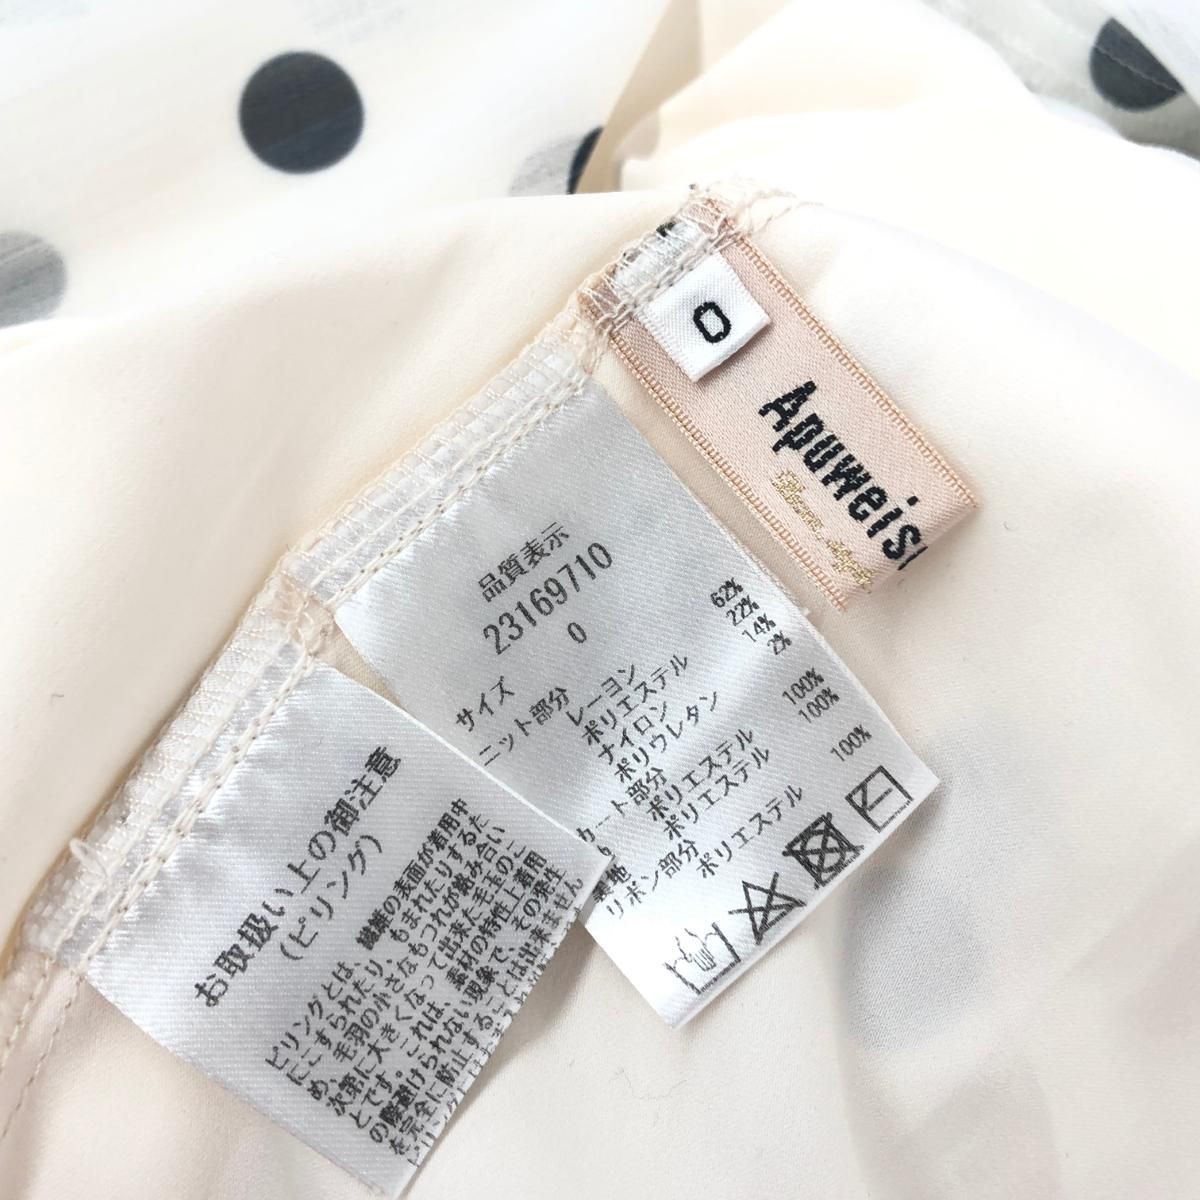 0
Apuweis
品質表示
23169710
サイズ 0
ニット部分
レーヨン 62%
ポリエステル 22%
ナイロン 14%
ポリウレタン 2%
ート部分
ポリエステル 100%
ポリエステル 100%
リボン部分
ポリエステル 100%
お取扱い上の御注意
(ピリング)
ピリングとは、繊維の表面が着用中
にこすられたり、もまれたりするた
め、毛羽の小さなもつれが絡み合い
次第に大きくなって出来た毛玉のこ
とです。これは、素材の特性上着用
の際避けられない現象で、その発生
を完全に防止することは出来ません